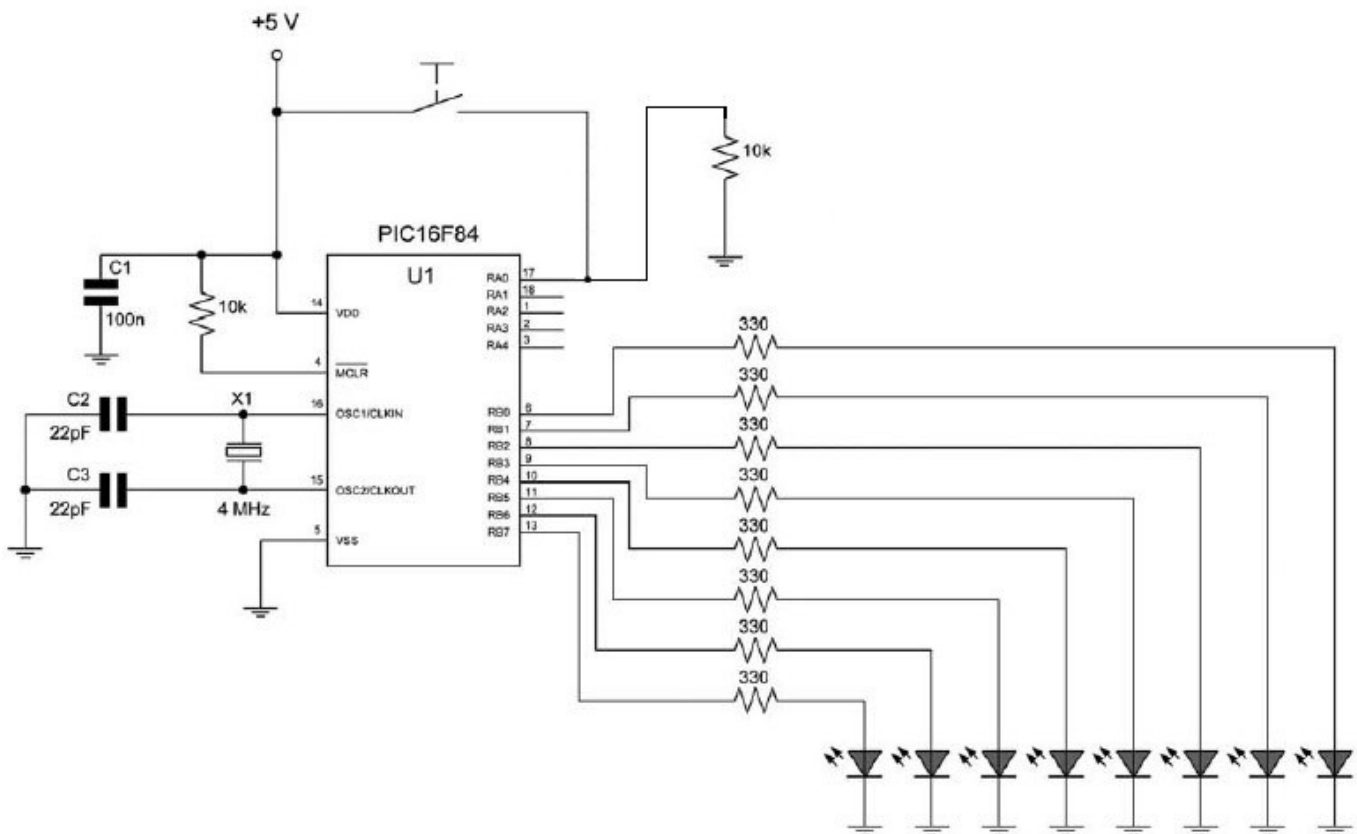 +5 V
10k
PIC16F84
U1
C1
100n
10k
14
VDD
4
MCLR
C2
22pF
X1
16
OSC1/CLKIN
C3
22pF
4 MHz
15
OSC2/CLKOUT
5
VSS
RA0
17
RA1
18
RA2
1
RA3
2
RA4
3
RB0
6
RB1
7
RB2
8
RB3
9
RB4
10
RB5
11
RB6
12
RB7
13
330
330
330
330
330
330
330
330